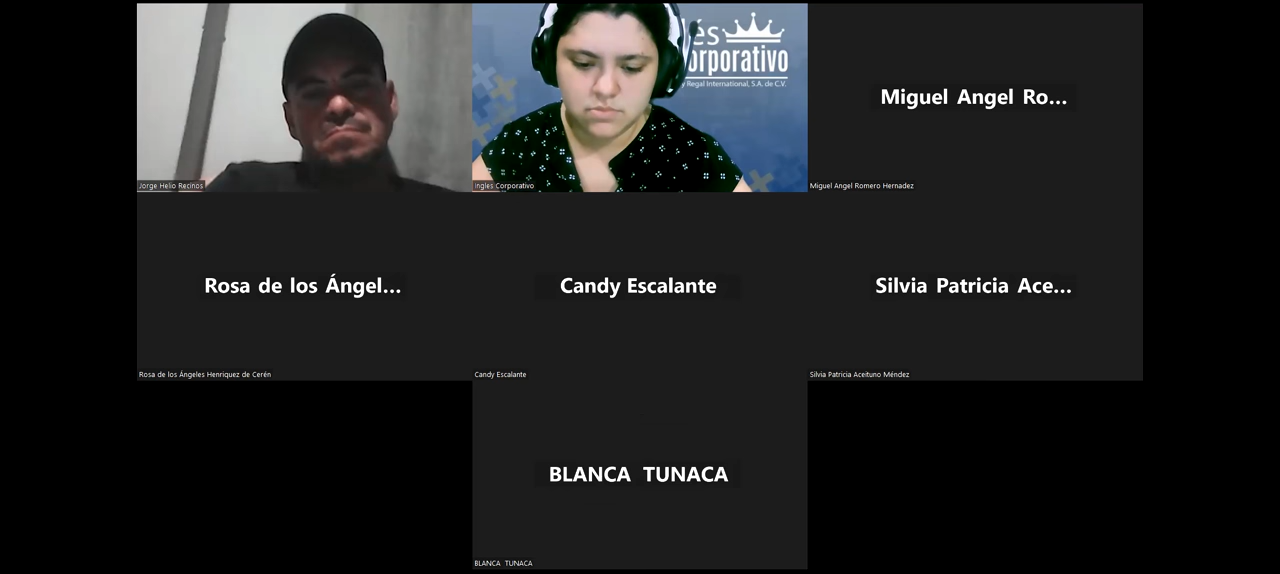 és
orporativo
y Regal International, S.A. de C.V.
Miguel Angel Ro...
Jorge Helio Recinos
Ingles Corporativo
Miguel Angel Romero Hernadez
Rosa de los Ángel...
Candy Escalante
Silvia Patricia Ace...
Rosa de los Ángeles Henriquez de Cerén
Candy Escalante
Silvia Patricia Aceituno Méndez
BLANCA TUNACA
BLANCA TUNACA